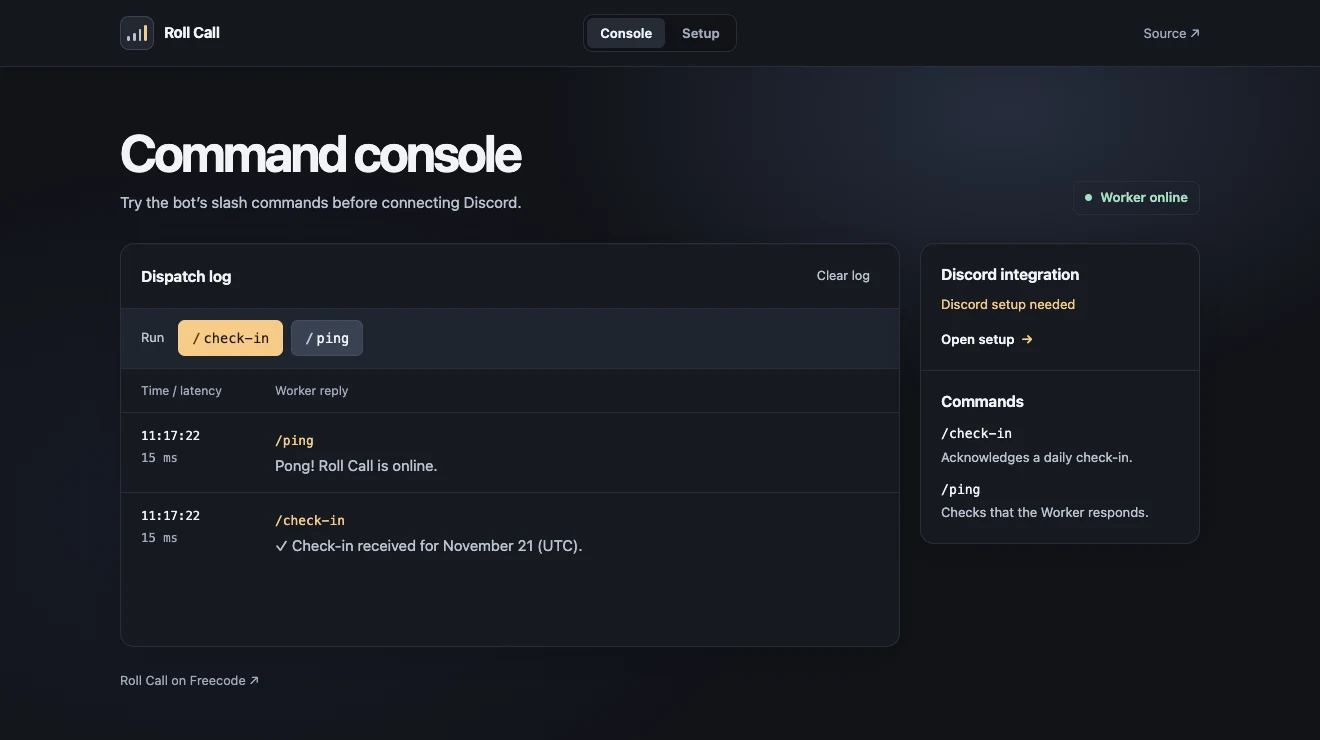 Roll Call
Console
Setup
Source ↗
Command console
Try the bot’s slash commands before connecting Discord.
Worker online
Dispatch log
Clear log
Run
/check-in
/ping
Time / latency
Worker reply
11:17:22
15 ms
/ping
Pong! Roll Call is online.
11:17:22
15 ms
/check-in
✓ Check-in received for November 21 (UTC).
Discord integration
Discord setup needed
Open setup →
Commands
/check-in
Acknowledges a daily check-in.
/ping
Checks that the Worker responds.
Roll Call on Freecode ↗